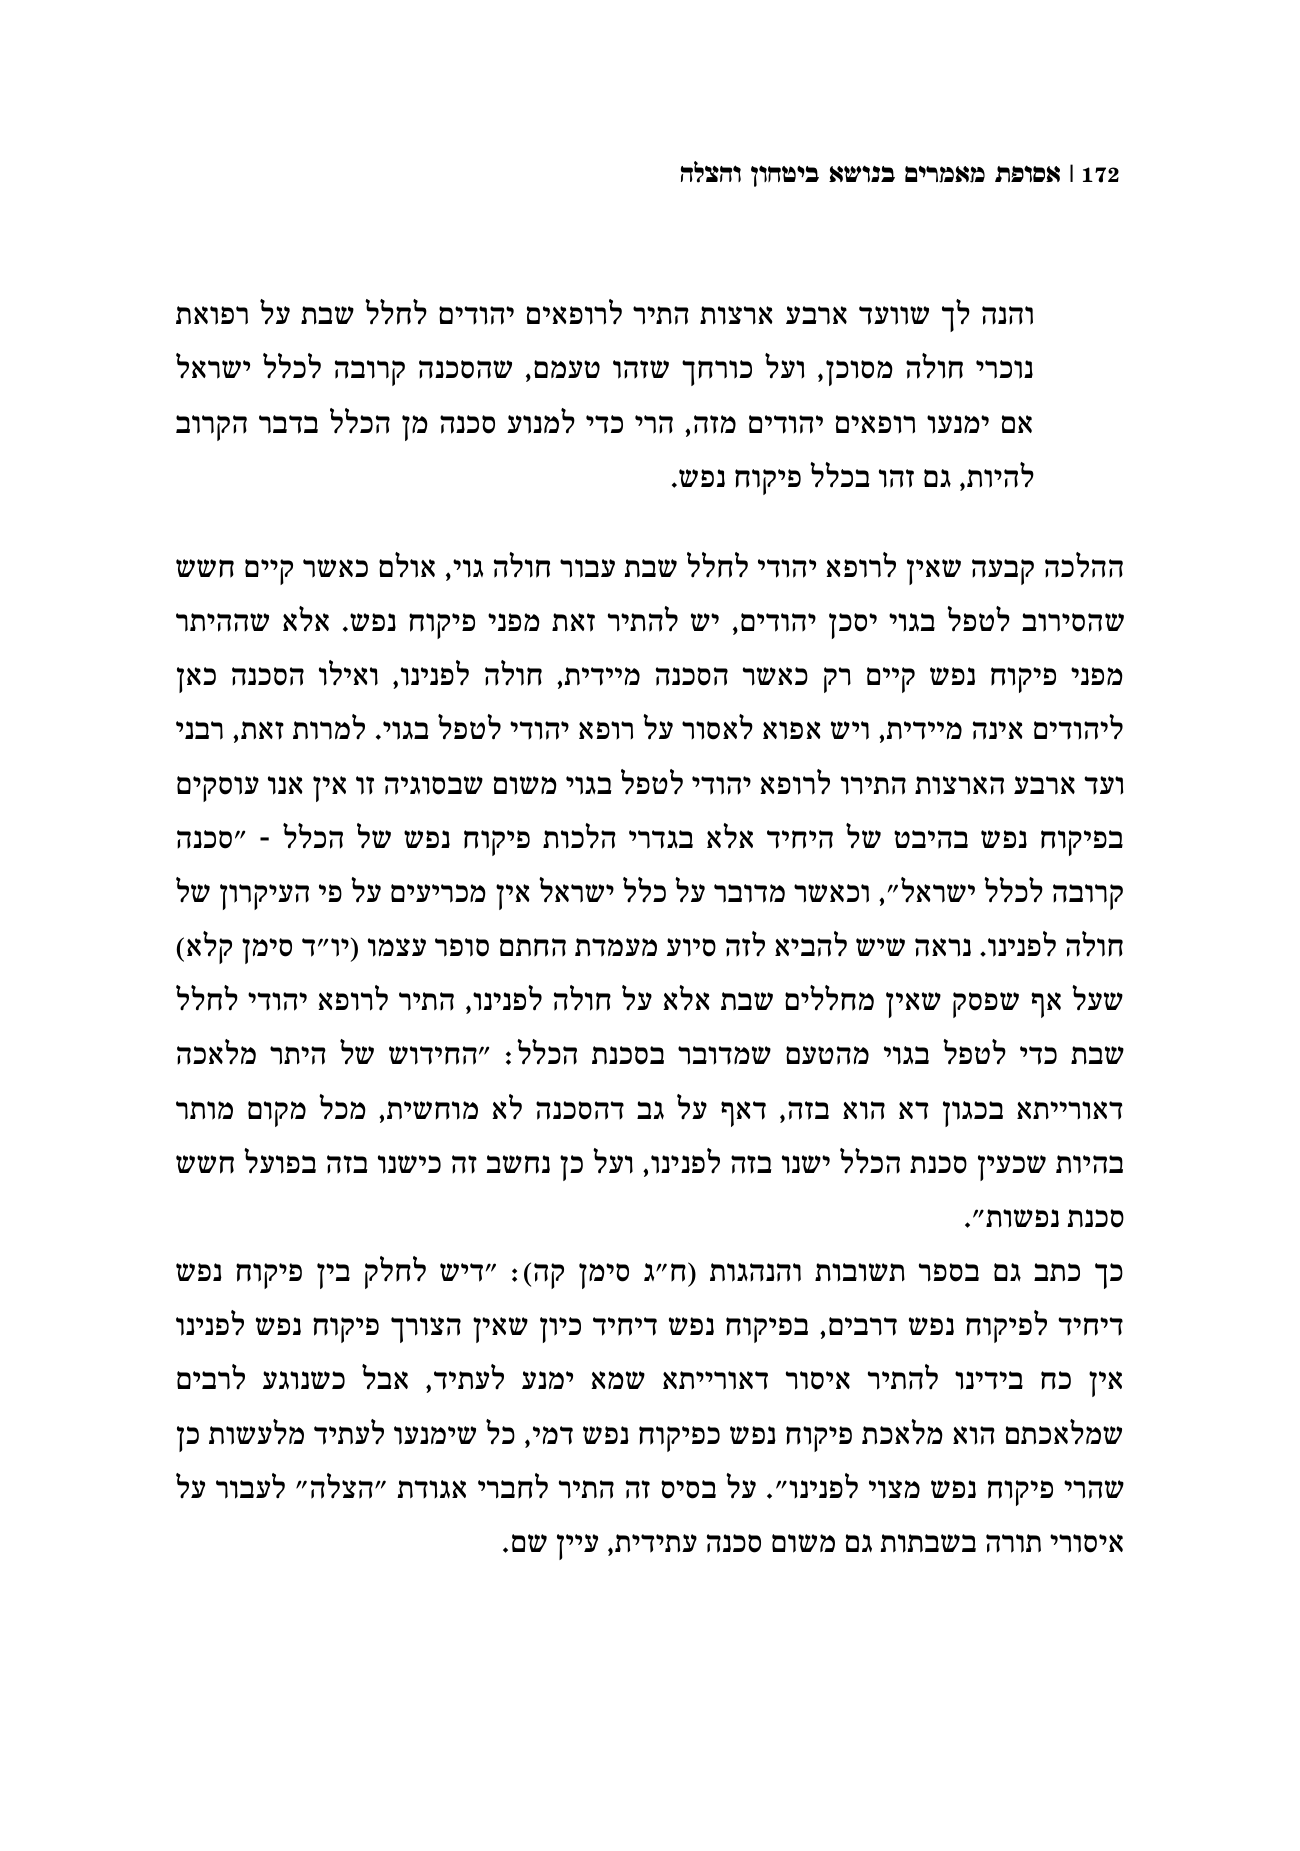 172 | אסופת מאמרים בנושא ביטחון והצלה
והנה לך שוועד ארבע ארצות התיר לרופאים יהודים לחלל שבת על רפואת
נוכרי חולה מסוכן, ועל כורחך שזהו טעמם, שהסכנה קרובה לכלל ישראל
אם ימנעו רופאים יהודים מזה, הרי כדי למנוע סכנה מן הכלל בדבר הקרוב
להיות, גם זהו בכלל פיקוח נפש.
ההלכה קבעה שאין לרופא יהודי לחלל שבת עבור חולה גוי, אולם כאשר קיים חשש
שהסירוב לטפל בגוי יסכן יהודים, יש להתיר זאת מפני פיקוח נפש. אלא שההיתר
מפני פיקוח נפש קיים רק כאשר הסכנה מיידית, חולה לפנינו, ואילו הסכנה כאן
ליהודים אינה מיידית, ויש אפוא לאסור על רופא יהודי לטפל בגוי. למרות זאת, רבני
ועד ארבע הארצות התירו לרופא יהודי לטפל בגוי משום שבסוגיה זו אין אנו עוסקים
בפיקוח נפש בהיבט של היחיד אלא בגדרי הלכות פיקוח נפש של הכלל - "סכנה
קרובה לכלל ישראל", וכאשר מדובר על כלל ישראל אין מכריעים על פי העיקרון של
חולה לפנינו. נראה שיש להביא לזה סיוע מעמדת החתם סופר עצמו (יו"ד סימן קלא)
שעל אף שפסק שאין מחללים שבת אלא על חולה לפנינו, התיר לרופא יהודי לחלל
שבת כדי לטפל בגוי מהטעם שמדובר בסכנת הכלל: "החידוש של היתר מלאכה
דאורייתא בכגון דא הוא בזה, דאף על גב דהסכנה לא מוחשית, מכל מקום מותר
בהיות שכעין סכנת הכלל ישנו בזה לפנינו, ועל כן נחשב זה כישנו בזה בפועל חשש
סכנת נפשות".
כך כתב גם בספר תשובות והנהגות (ח"ג סימן קה): "דיש לחלק בין פיקוח נפש
דיחיד לפיקוח נפש דרבים, בפיקוח נפש דיחיד כיון שאין הצורך פיקוח נפש לפנינו
אין כח בידינו להתיר איסור דאורייתא שמא ימנע לעתיד, אבל כשנוגע לרבים
שמלאכתם הוא מלאכת פיקוח נפש כפיקוח נפש דמי, כל שימנעו לעתיד מלעשות כן
שהרי פיקוח נפש מצוי לפנינו". על בסיס זה התיר לחברי אגודת "הצלה" לעבור על
איסורי תורה בשבתות גם משום סכנה עתידית, עיין שם.